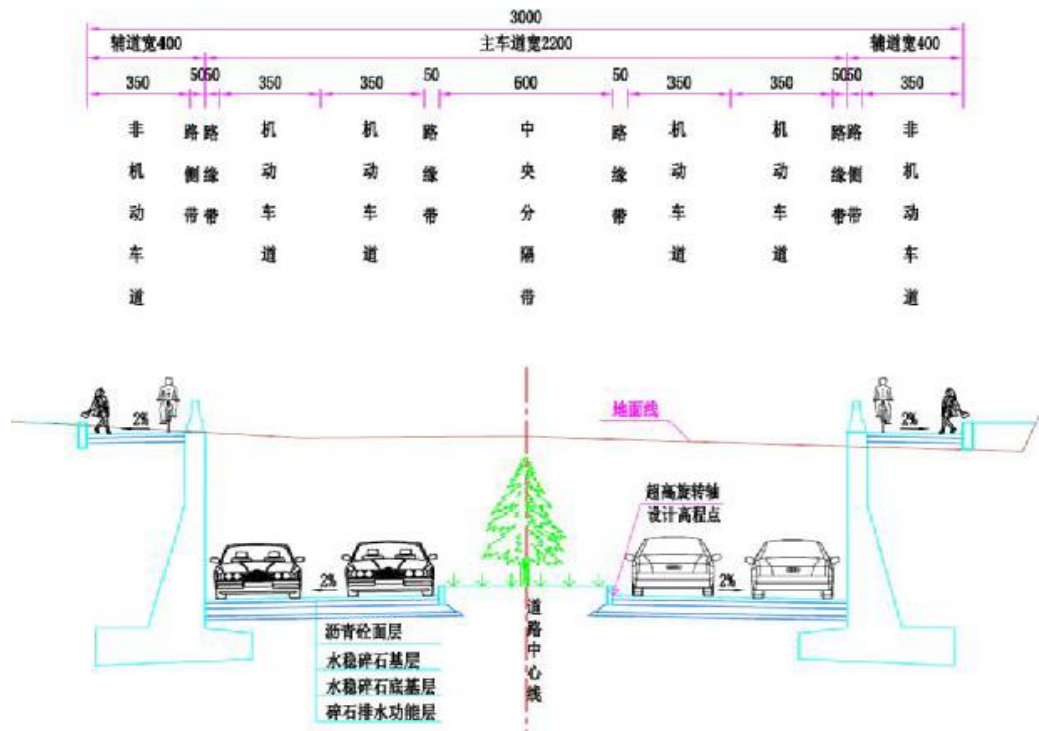 3000
辅道宽400
主车道宽2200
辅道宽400
350
50
50
350
350
50
600
50
350
350
50
50
350
非机动车道
路侧带
路缘带
机动车道
机动车道
路缘带
中央分隔带
路缘带
机动车道
机动车道
路缘带
路侧带
非机动车道
2%
地面线
2%
超高旋转轴
设计高程点
2%
2%
道路中心线
沥青砼面层
水稳碎石基层
水稳碎石底基层
碎石排水功能层